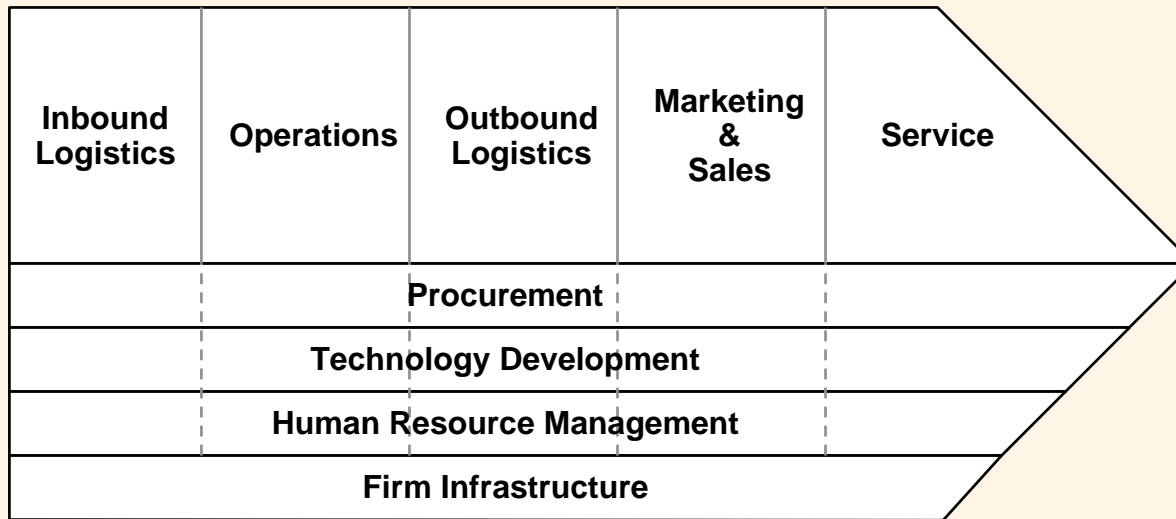 Inbound
Logistics
Operations
Outbound
Logistics
Marketing
&
Sales
Service
Procurement
Technology Development
Human Resource Management
Firm Infrastructure